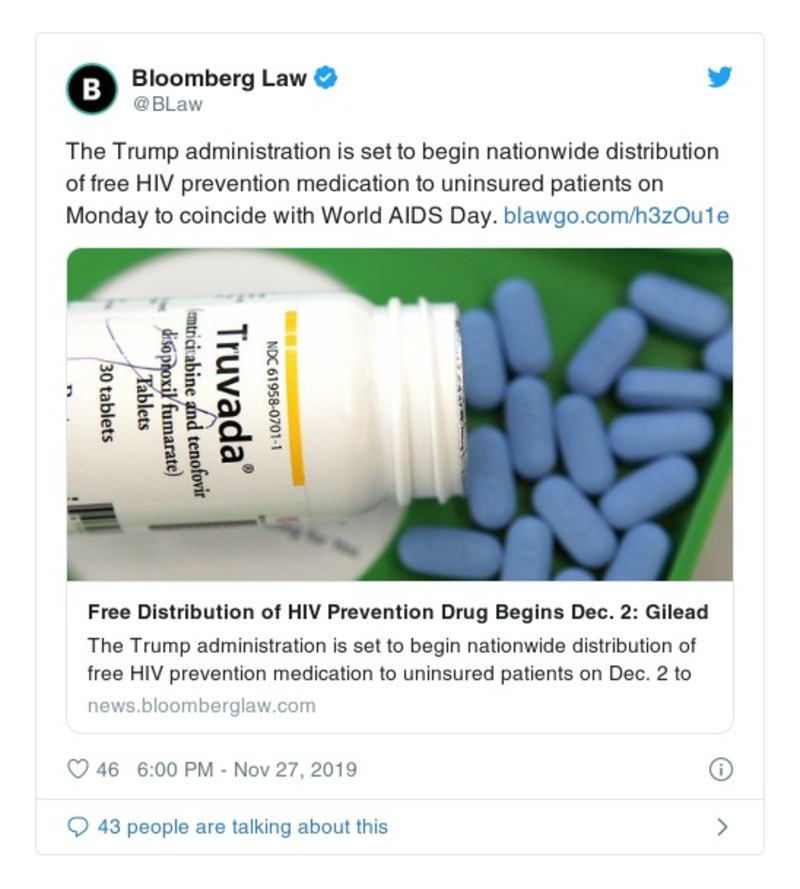 B
Bloomberg Law
@BLaw
The Trump administration is set to begin nationwide distribution
of free HIV prevention medication to uninsured patients on
Monday to coincide with World AIDS Day. blawgo.com/h3zOu1e
NDC 61958-0701-1
Truvada®
(emtricitabine and tenofovir
disoproxil fumarate)
Tablets
30 tablets
Free Distribution of HIV Prevention Drug Begins Dec. 2: Gilead
The Trump administration is set to begin nationwide distribution of
free HIV prevention medication to uninsured patients on Dec. 2 to
news.bloomberglaw.com
46 6:00 PM - Nov 27, 2019
43 people are talking about this